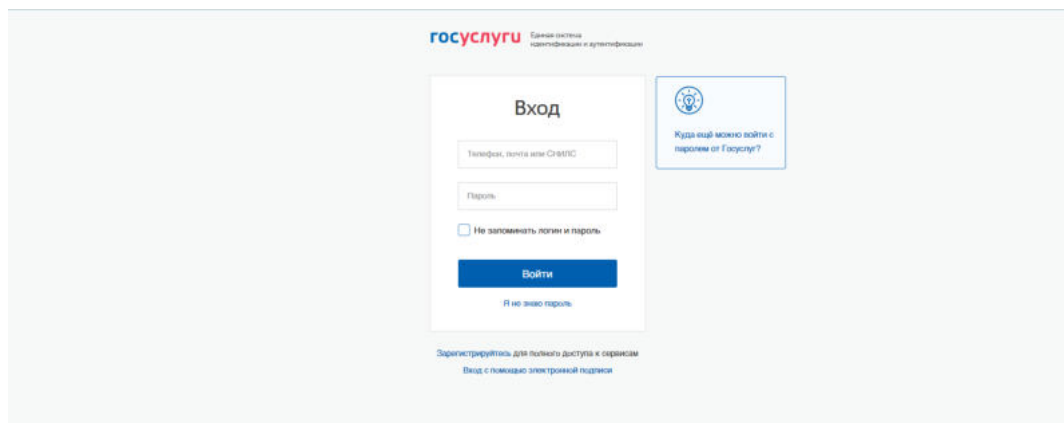 госуслуги
Единая система
идентификации и аутентификации
Вход
Телефон, почта или СНИЛС
Пароль
Не запоминать логин и пароль
Войти
Я не знаю пароль
Куда ещё можно войти с
паролем от Госуслуг?
Зарегистрируйтесь для полного доступа к сервисам
Вход с помощью электронной подписи